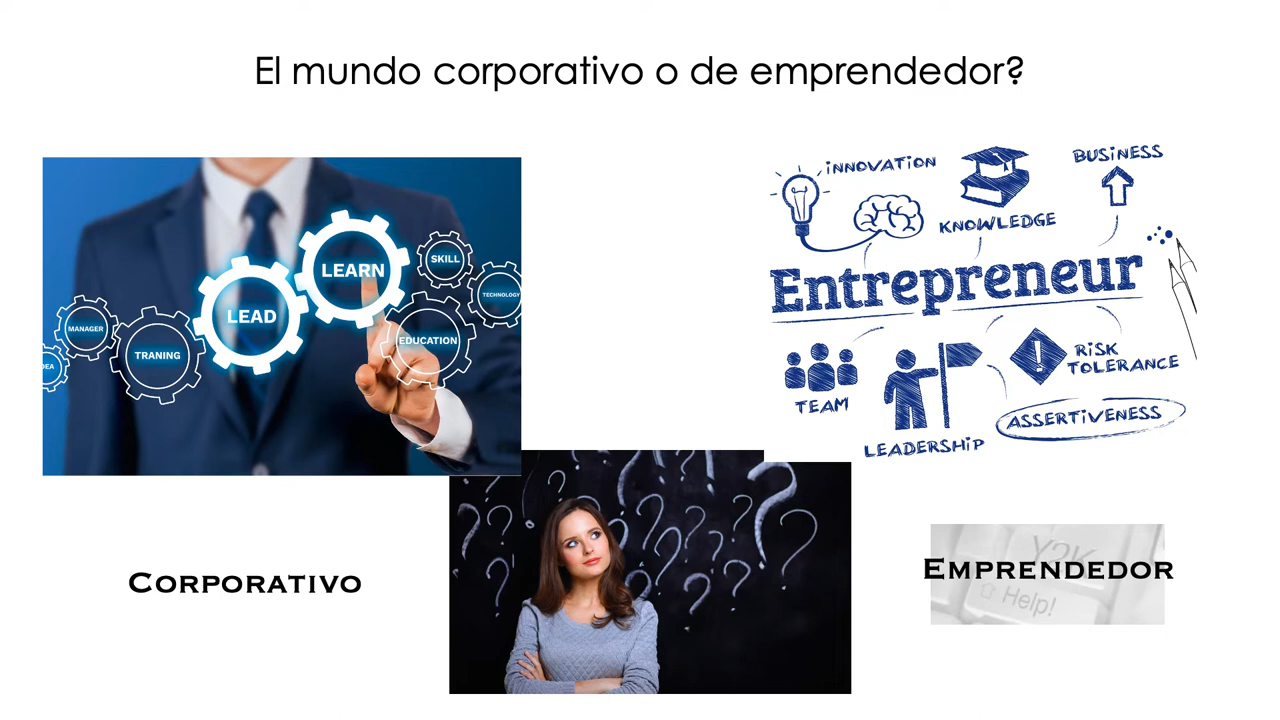 El mundo corporativo o de emprendedor?
MANAGER
TRANING
LEAD
LEARN
SKILL
TECHNOLOGY
EDUCATION
iNNOVATION
KNOWLEDGE
BUSiNESS
Entrepreneur
TEAM
LEADERSHiP
RiSK
TOLERANCE
ASSERTiVENESS
Corporativo
Emprendedor
Y2K
⇧ Help!